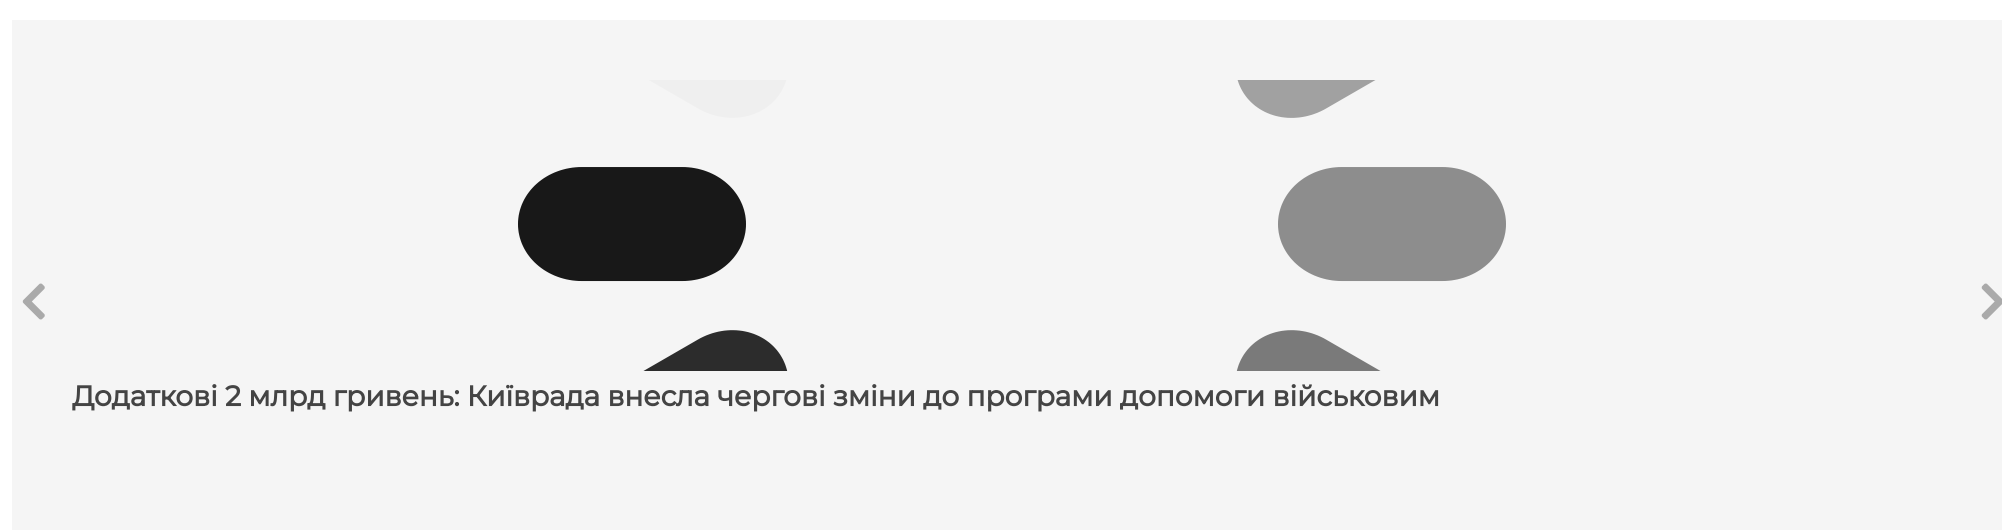 Додаткові 2 млрд гривень: Київрада внесла чергові зміни до програми допомоги військовим